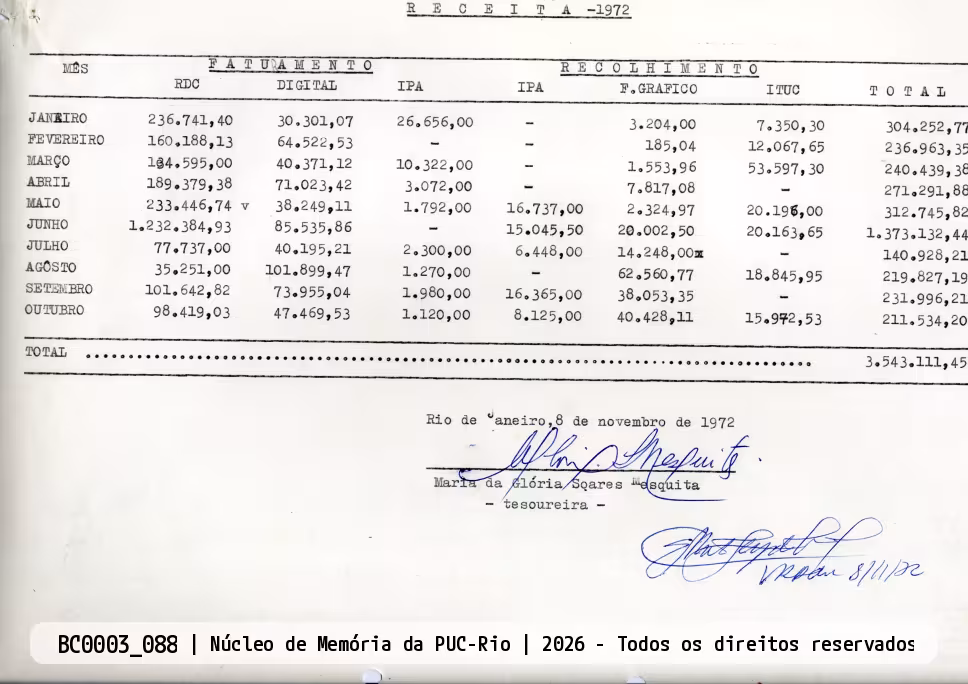 R E C E I T A -1972
MÊS F A T U R A M E N T O R E C O L H I M E N T O
RDC DIGITAL IPA IPA F.GRAFICO ITUC T O T A L
JANEIRO 236.741,40 30.301,07 26.656,00 - 3.204,00 7.350,30 304.252,77
FEVEREIRO 160.188,13 64.522,53 - - 185,04 12.067,65 236.963,35
MARÇO 134.595,00 40.371,12 10.322,00 - 1.553,96 53.597,30 240.439,38
ABRIL 189.379,38 71.023,42 3.072,00 - 7.817,08 - 271.291,88
MAIO 233.446,74 v 38.249,11 1.792,00 16.737,00 2.324,97 20.196,00 312.745,82
JUNHO 1.232.384,93 85.535,86 - 15.045,50 20.002,50 20.163,65 1.373.132,44
JULHO 77.737,00 40.195,21 2.300,00 6.448,00 14.248,00x - 140.928,21
AGÔSTO 35.251,00 101.899,47 1.270,00 - 62.560,77 18.845,95 219.827,19
SETEMBRO 101.642,82 73.955,04 1.980,00 16.365,00 38.053,35 - 231.996,21
OUTUBRO 98.419,03 47.469,53 1.120,00 8.125,00 40.428,11 15.972,53 211.534,20
TOTAL ........................................ 3.543.111,45
Rio de Janeiro,8 de novembro de 1972
Maria da Glória Soares Mesquita
- tesoureira -
8/11/72
BC0003_088 | Núcleo de Memória da PUC-Rio | 2026 - Todos os direitos reservados